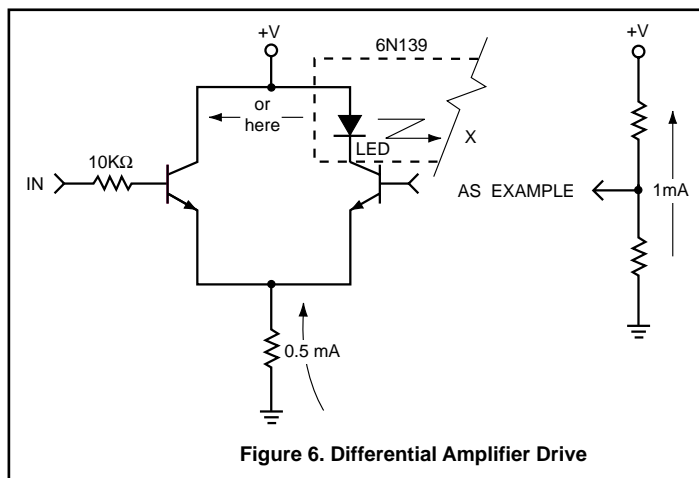 +V
6N139
+V
or
here
X
LED
10KΩ
IN
AS EXAMPLE
1mA
0.5 mA
Figure 6. Differential Amplifier Drive